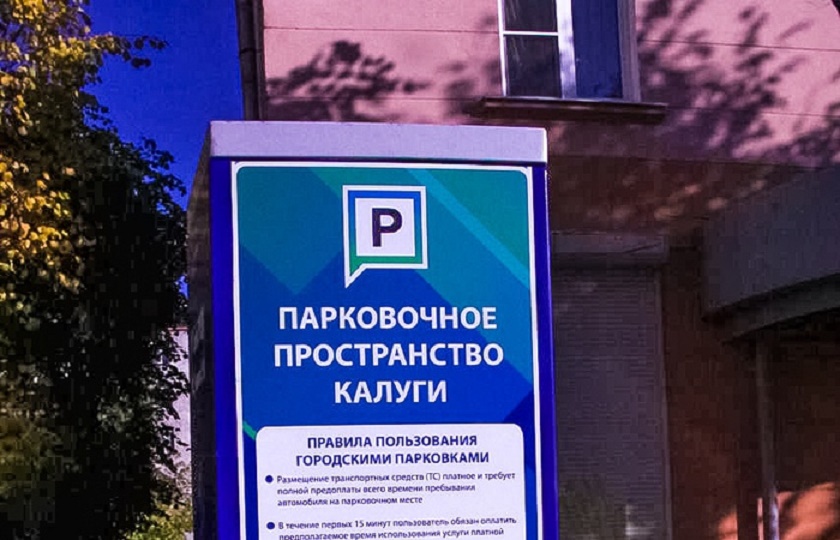 P
ПАРКОВОЧНОЕ
ПРОСТРАНСТВО
КАЛУГИ
ПРАВИЛА ПОЛЬЗОВАНИЯ
ГОРОДСКИМИ ПАРКОВКАМИ
Размещение транспортных средств (ТС) платное и требует
полной предоплаты всего времени пребывания
автомобиля на парковочном месте
В течение первых 15 минут пользователь обязан оплатить
предполагаемое время использования услуги платной